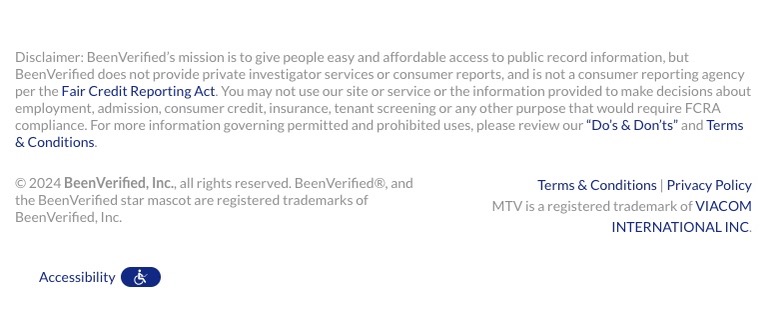 Disclaimer: BeenVerified’s mission is to give people easy and affordable access to public record information, but
BeenVerified does not provide private investigator services or consumer reports, and is not a consumer reporting agency
per the Fair Credit Reporting Act. You may not use our site or service or the information provided to make decisions about
employment, admission, consumer credit, insurance, tenant screening or any other purpose that would require FCRA
compliance. For more information governing permitted and prohibited uses, please review our “Do’s & Don’ts” and Terms
& Conditions.
© 2024 BeenVerified, Inc., all rights reserved. BeenVerified®, and
the BeenVerified star mascot are registered trademarks of
BeenVerified, Inc.
Terms & Conditions | Privacy Policy
MTV is a registered trademark of VIACOM
INTERNATIONAL INC.
Accessibility